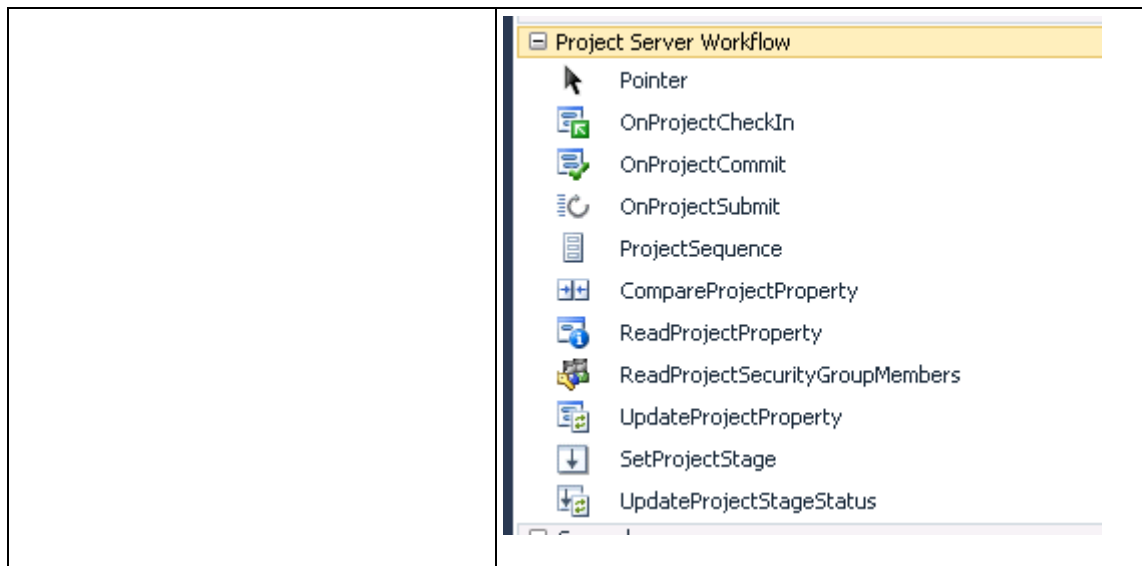 Project Server Workflow
Pointer
OnProjectCheckIn
OnProjectCommit
OnProjectSubmit
ProjectSequence
CompareProjectProperty
ReadProjectProperty
ReadProjectSecurityGroupMembers
UpdateProjectProperty
SetProjectStage
UpdateProjectStageStatus